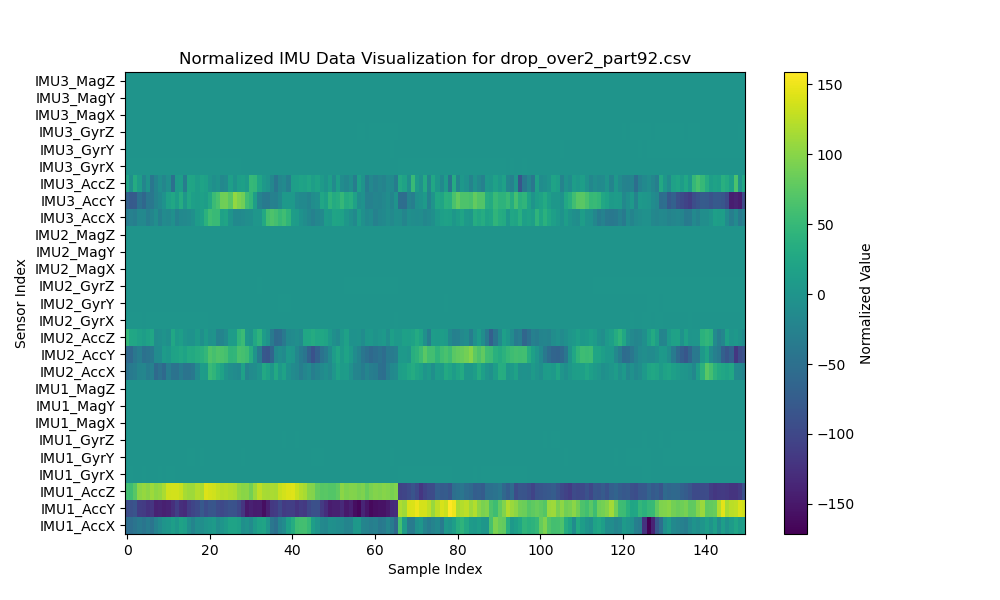 Normalized IMU Data Visualization for drop_over2_part92.csv
Sensor Index
IMU3_MagZ
IMU3_MagY
IMU3_MagX
IMU3_GyrZ
IMU3_GyrY
IMU3_GyrX
IMU3_AccZ
IMU3_AccY
IMU3_AccX
IMU2_MagZ
IMU2_MagY
IMU2_MagX
IMU2_GyrZ
IMU2_GyrY
IMU2_GyrX
IMU2_AccZ
IMU2_AccY
IMU2_AccX
IMU1_MagZ
IMU1_MagY
IMU1_MagX
IMU1_GyrZ
IMU1_GyrY
IMU1_GyrX
IMU1_AccZ
IMU1_AccY
IMU1_AccX
0 20 40 60 80 100 120 140
Sample Index
150
100
50
0
−50
−100
−150
Normalized Value